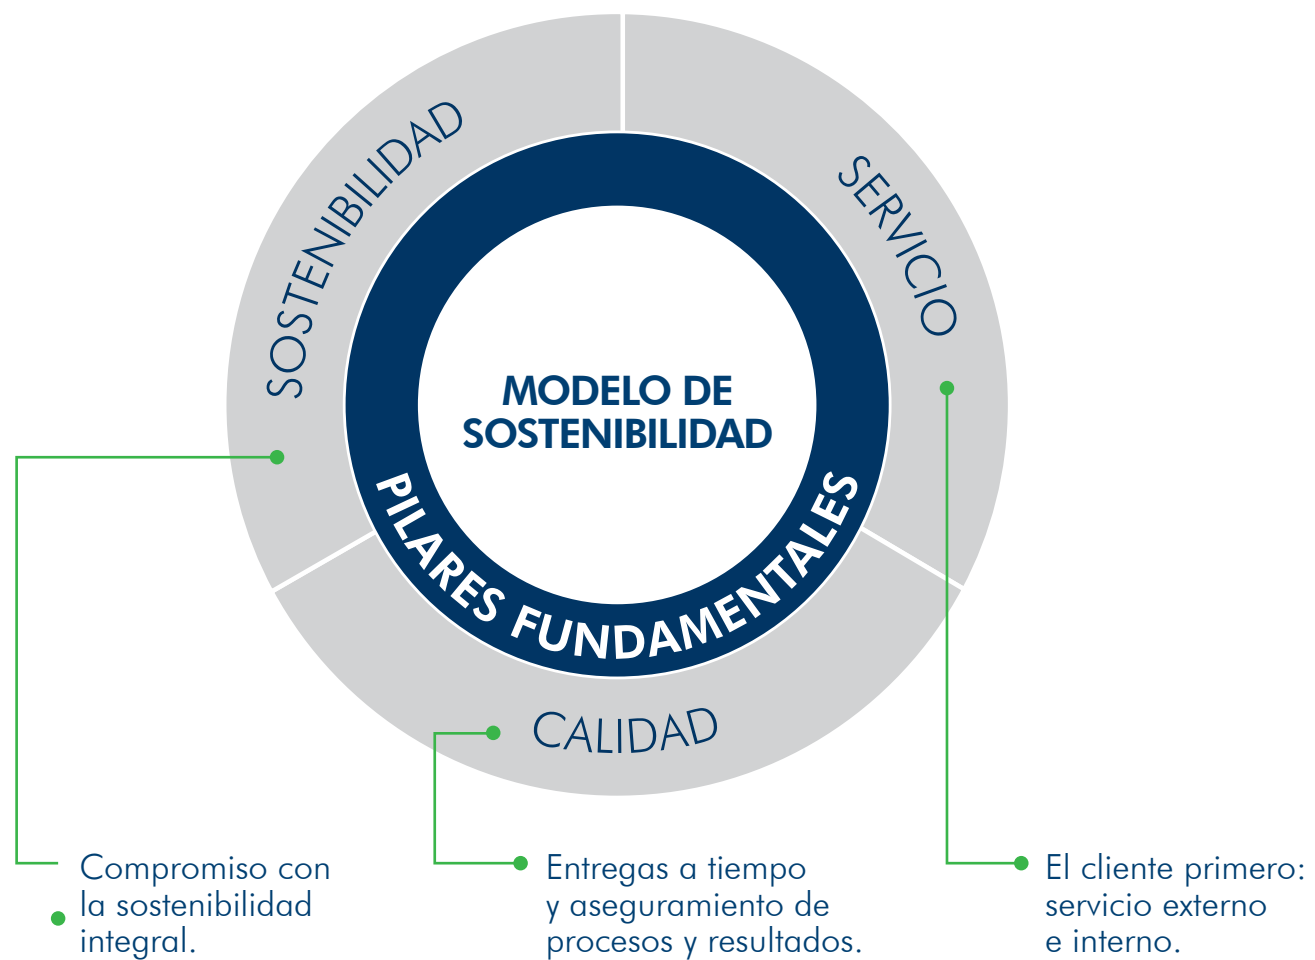 SOSTENIBILIDAD
SERVICIO
MODELO DE
SOSTENIBILIDAD
PILARES FUNDAMENTALES
CALIDAD
Compromiso con
la sostenibilidad
integral.
Entregas a tiempo
y aseguramiento de
procesos y resultados.
El cliente primero:
servicio externo
e interno.